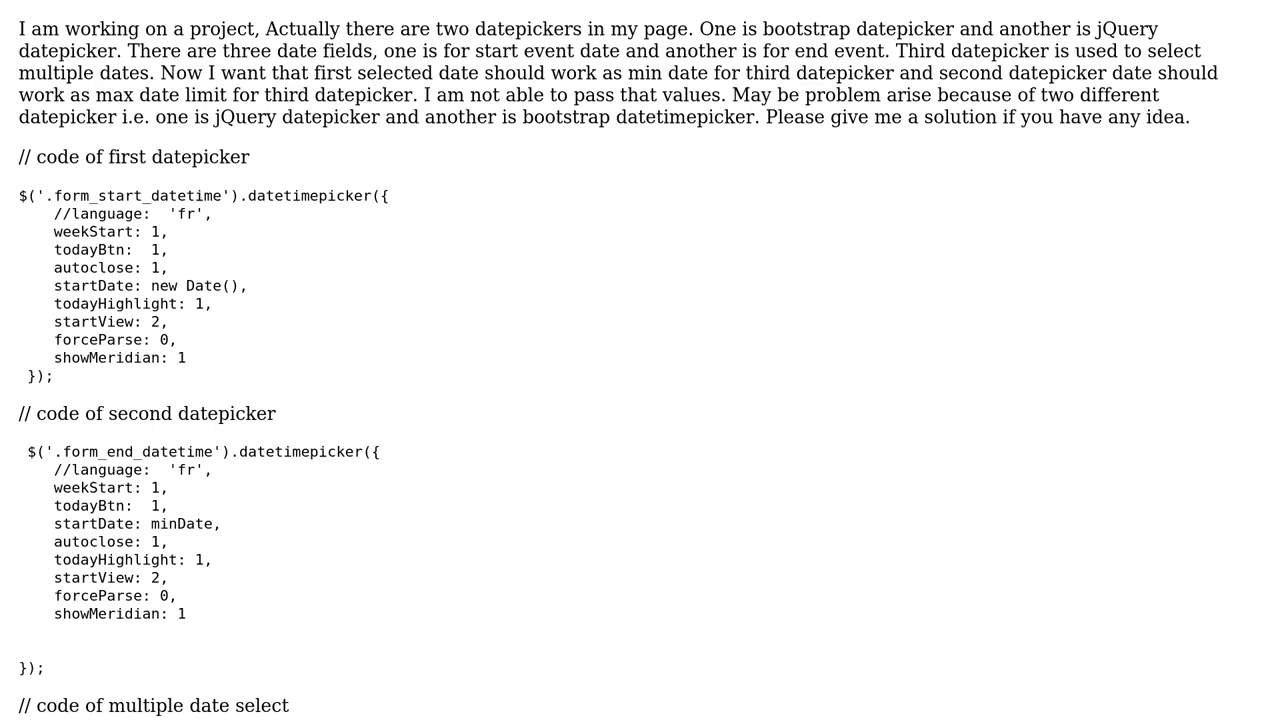 I am working on a project, Actually there are two datepickers in my page. One is bootstrap datepicker and another is jQuery
datepicker. There are three date fields, one is for start event date and another is for end event. Third datepicker is used to select
multiple dates. Now I want that first selected date should work as min date for third datepicker and second datepicker date should
work as max date limit for third datepicker. I am not able to pass that values. May be problem arise because of two different
datepicker i.e. one is jQuery datepicker and another is bootstrap datetimepicker. Please give me a solution if you have any idea.
// code of first datepicker
$('.form_start_datetime').datetimepicker({
    //language:  'fr',
    weekStart: 1,
    todayBtn:  1,
    autoclose: 1,
    startDate: new Date(),
    todayHighlight: 1,
    startView: 2,
    forceParse: 0,
    showMeridian: 1
 });
// code of second datepicker
 $('.form_end_datetime').datetimepicker({
    //language:  'fr',
    weekStart: 1,
    todayBtn:  1,
    startDate: minDate,
    autoclose: 1,
    todayHighlight: 1,
    startView: 2,
    forceParse: 0,
    showMeridian: 1
});
// code of multiple date select